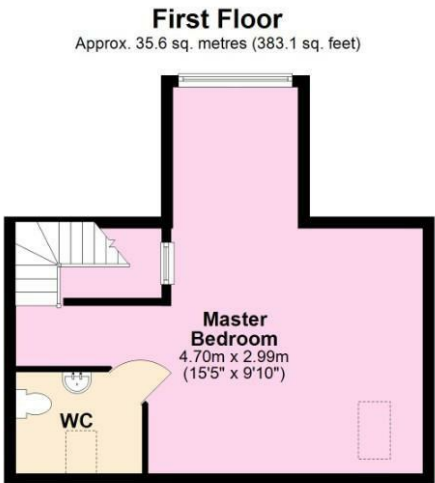 First Floor
Approx. 35.6 sq. metres (383.1 sq. feet)
Master
Bedroom
4.70m x 2.99m
(15'5" x 9'10")
WC